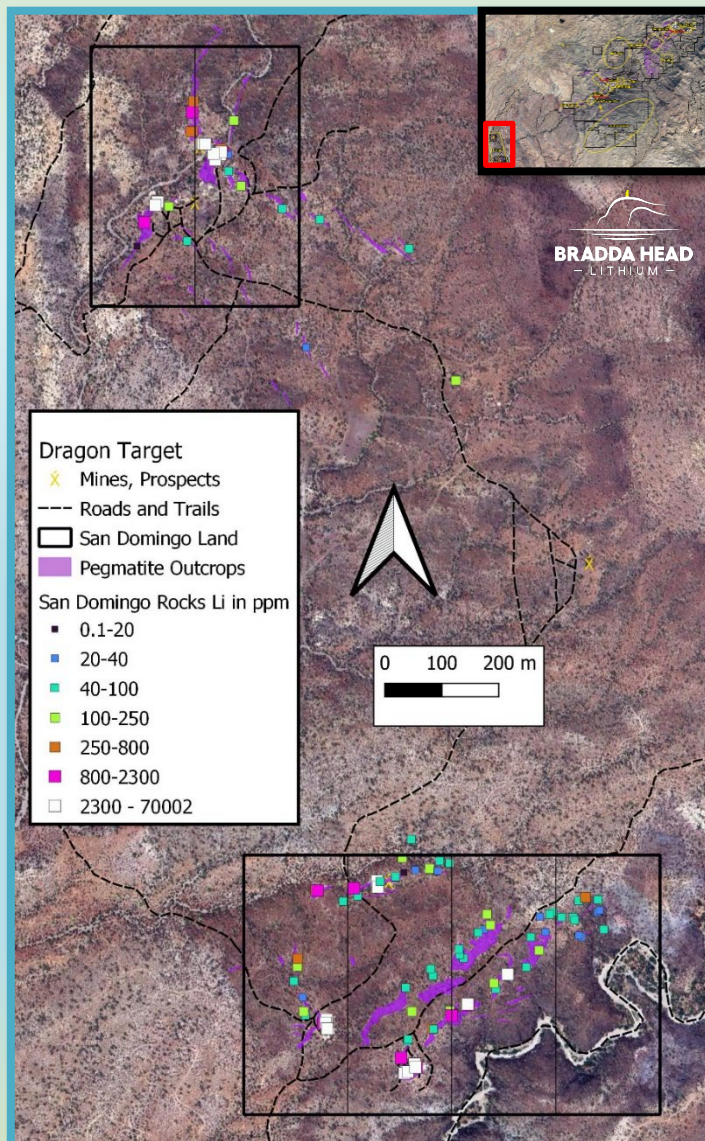 BRADDA HEAD
LITHIUM
Dragon Target
Mines, Prospects
Roads and Trails
San Domingo Land
Pegmatite Outcrops
San Domingo Rocks Li in ppm
0.1-20
20-40
40-100
100-250
250-800
800-2300
2300 - 70002
0 100 200 m